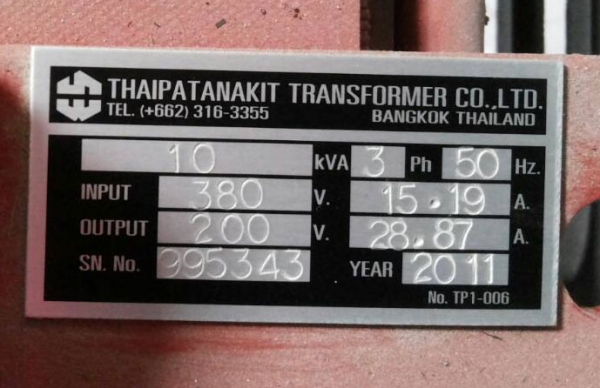 THAIPATANAKIT TRANSFORMER CO.,LTD.
TEL. (+662) 316-3355 BANGKOK THAILAND
10 kVA 3 Ph 50 Hz.
INPUT 380 V. 15.19 A.
OUTPUT 200 V. 28.87 A.
SN. No. 995343 YEAR 2011
No. TP1-006